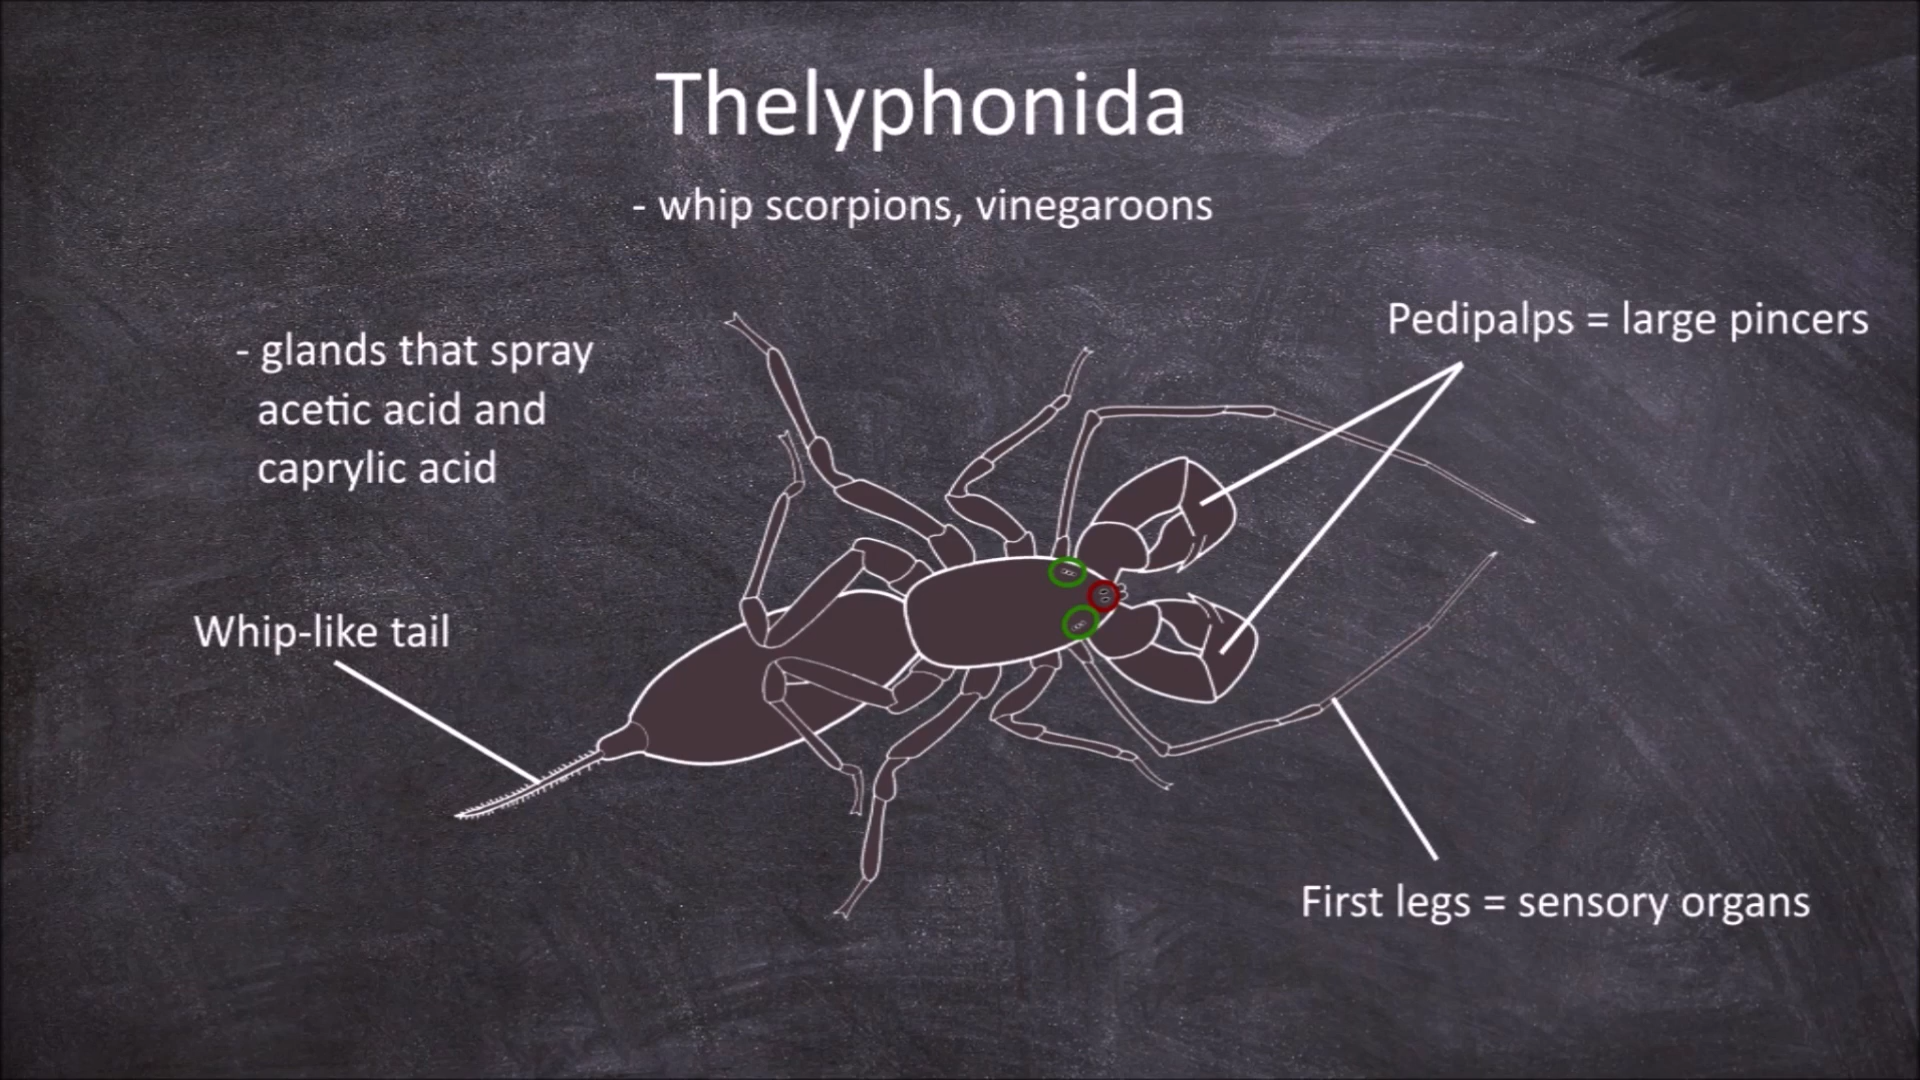 Thelyphonida
- whip scorpions, vinegaroons
Pedipalps = large pincers
- glands that spray
acetic acid and
caprylic acid
Whip-like tail
First legs = sensory organs